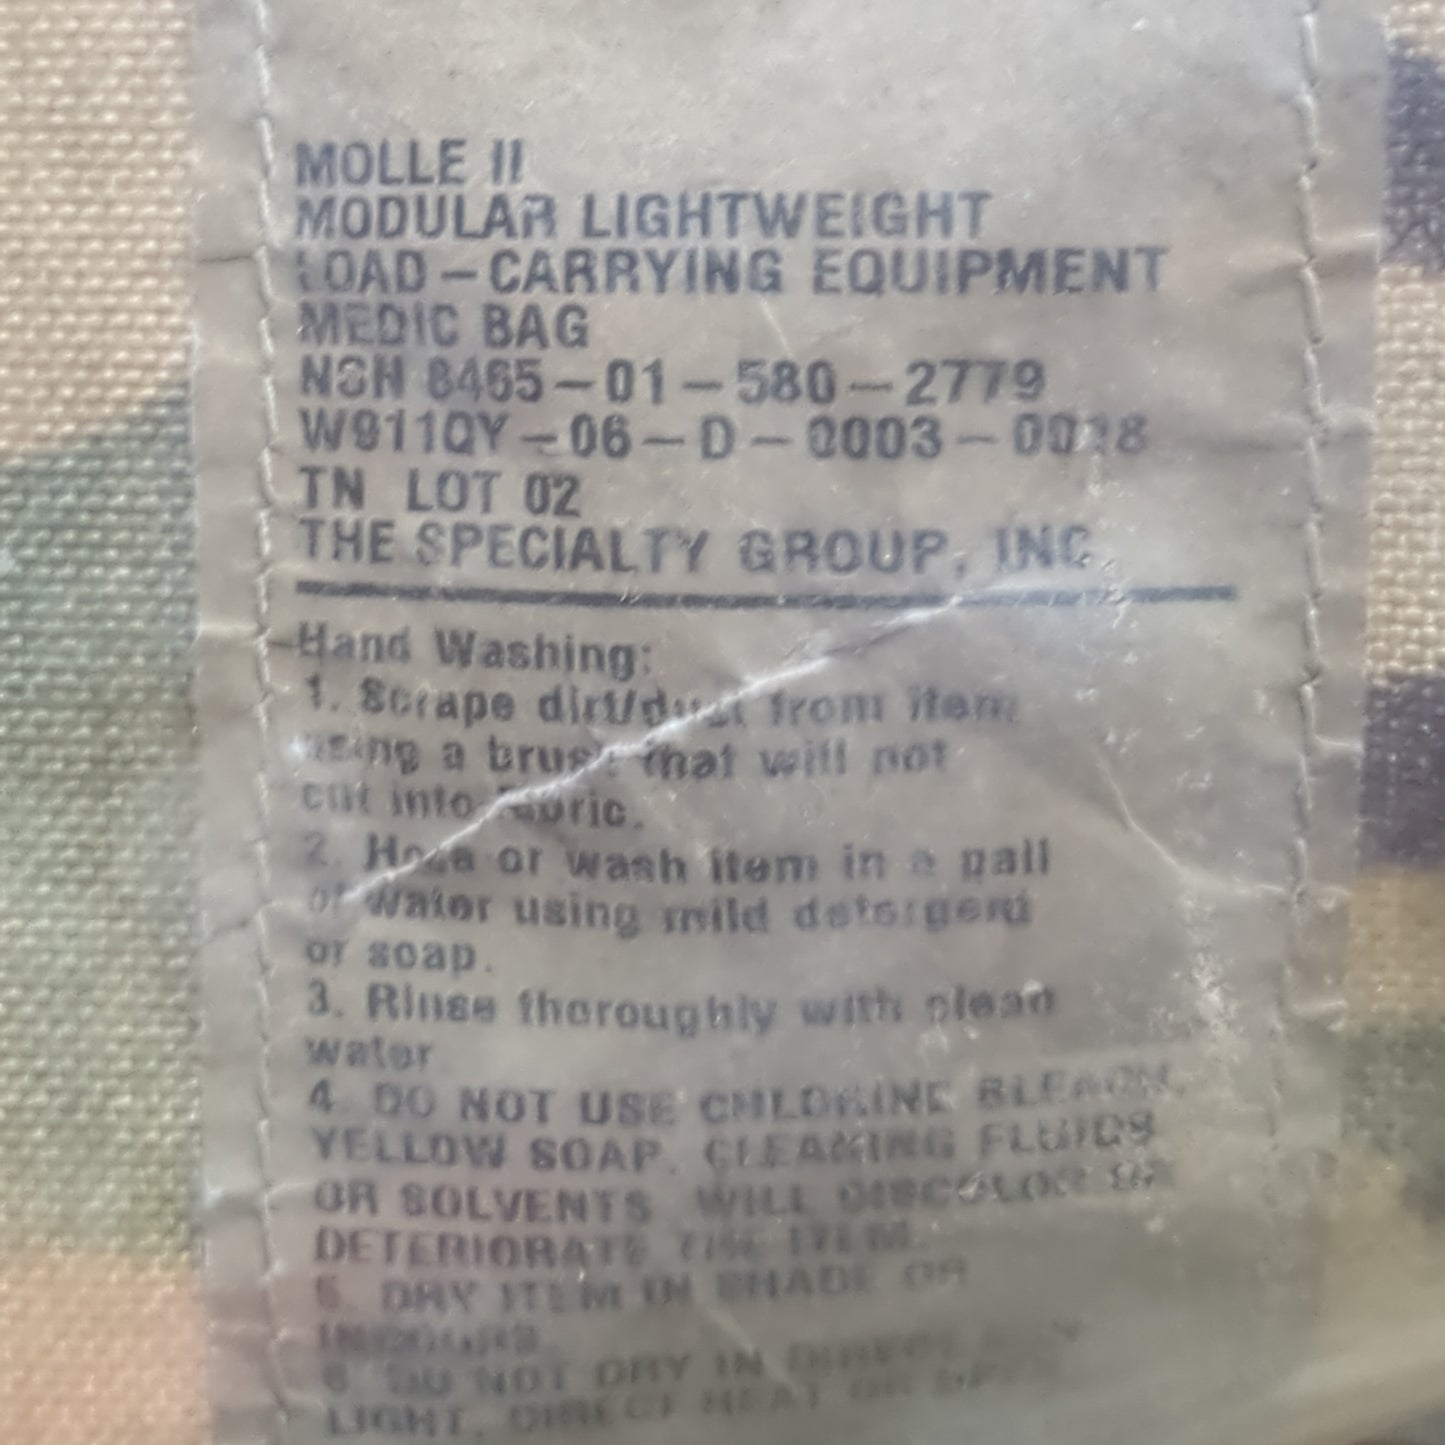 MOLLE II
MODULAR LIGHTWEIGHT
LOAD-CARRYING EQUIPMENT
MEDIC BAG
NSN 8465-01-580-2779
W911QY-06-D-0003-
TN LOT 02
THE SPECIALTY GROUP, INC.
Hand Washing:
1. Scrape dirt/dust from item
using a brush that will not
cut into fabric.
2. Hose or wash item in a pail
of water using mild detergent
or soap.
3. Rinse thoroughly with clean
water
4. DO NOT USE CHLORINE BLEACH,
YELLOW SOAP, CLEANING FLUIDS
OR SOLVENTS. WILL DISCOLOR OR
DETERIORATE THE ITEM.
5. DRY ITEM IN SHADE OR
INDOORS.
6. DO NOT DRY IN DIRECT
LIGHT, DIRECT HEAT OR